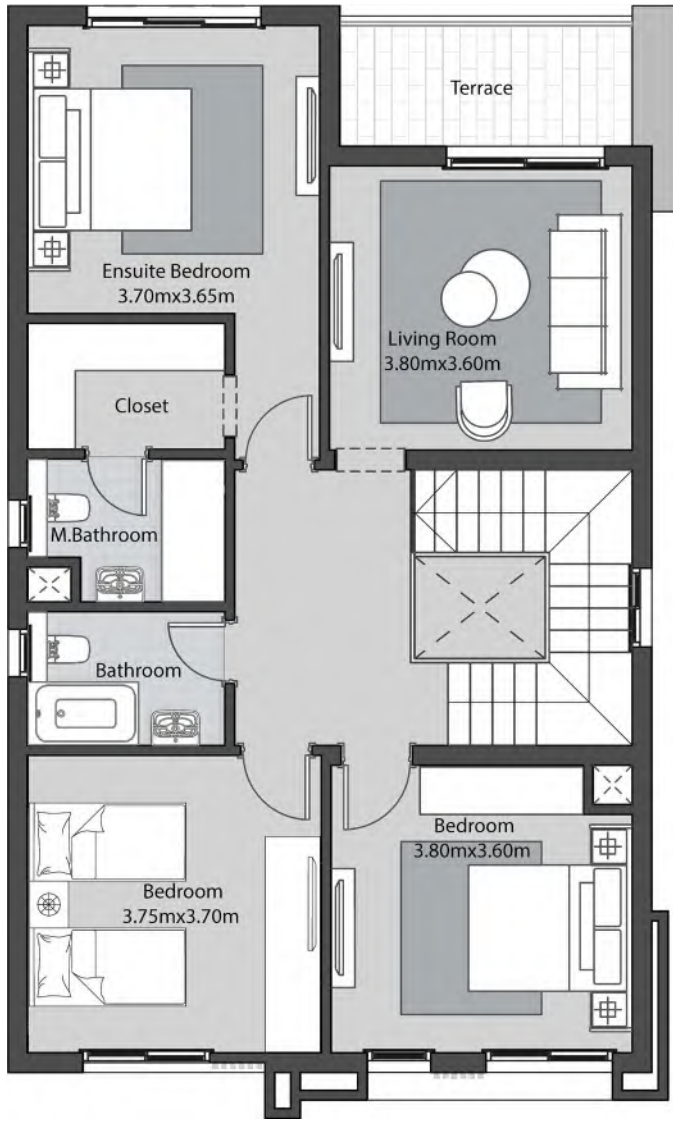 Terrace
Ensuite Bedroom
3.70mx3.65m
Living Room
3.80mx3.60m
Closet
M.Bathroom
Bathroom
Bedroom
3.80mx3.60m
Bedroom
3.75mx3.70m